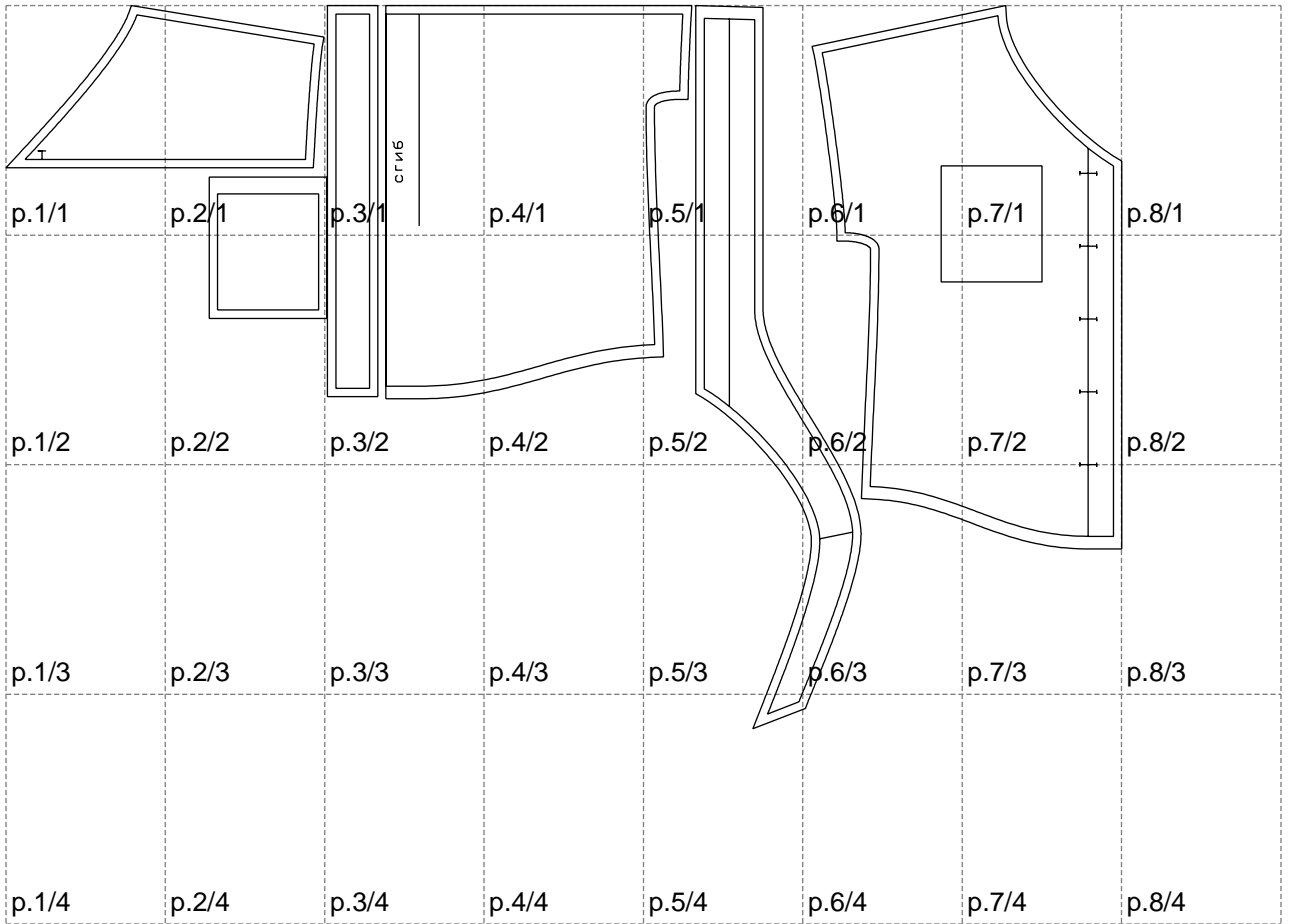 т
сгиб
p.1/1 p.2/1 p.3/1 p.4/1 p.5/1 p.6/1 p.7/1 p.8/1
p.1/2 p.2/2 p.3/2 p.4/2 p.5/2 p.6/2 p.7/2 p.8/2
p.1/3 p.2/3 p.3/3 p.4/3 p.5/3 p.6/3 p.7/3 p.8/3
p.1/4 p.2/4 p.3/4 p.4/4 p.5/4 p.6/4 p.7/4 p.8/4